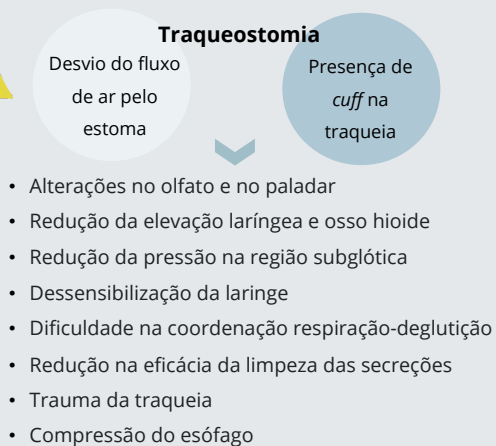 Traqueostomia
Desvio do fluxo
de ar pelo
estoma
Presença de
cuff na
traqueia
• Alterações no olfato e no paladar
• Redução da elevação laríngea e osso hioide
• Redução da pressão na região subglótica
• Dessensibilização da laringe
• Dificuldade na coordenação respiração-deglutição
• Redução na eficácia da limpeza das secreções
• Trauma da traqueia
• Compressão do esófago